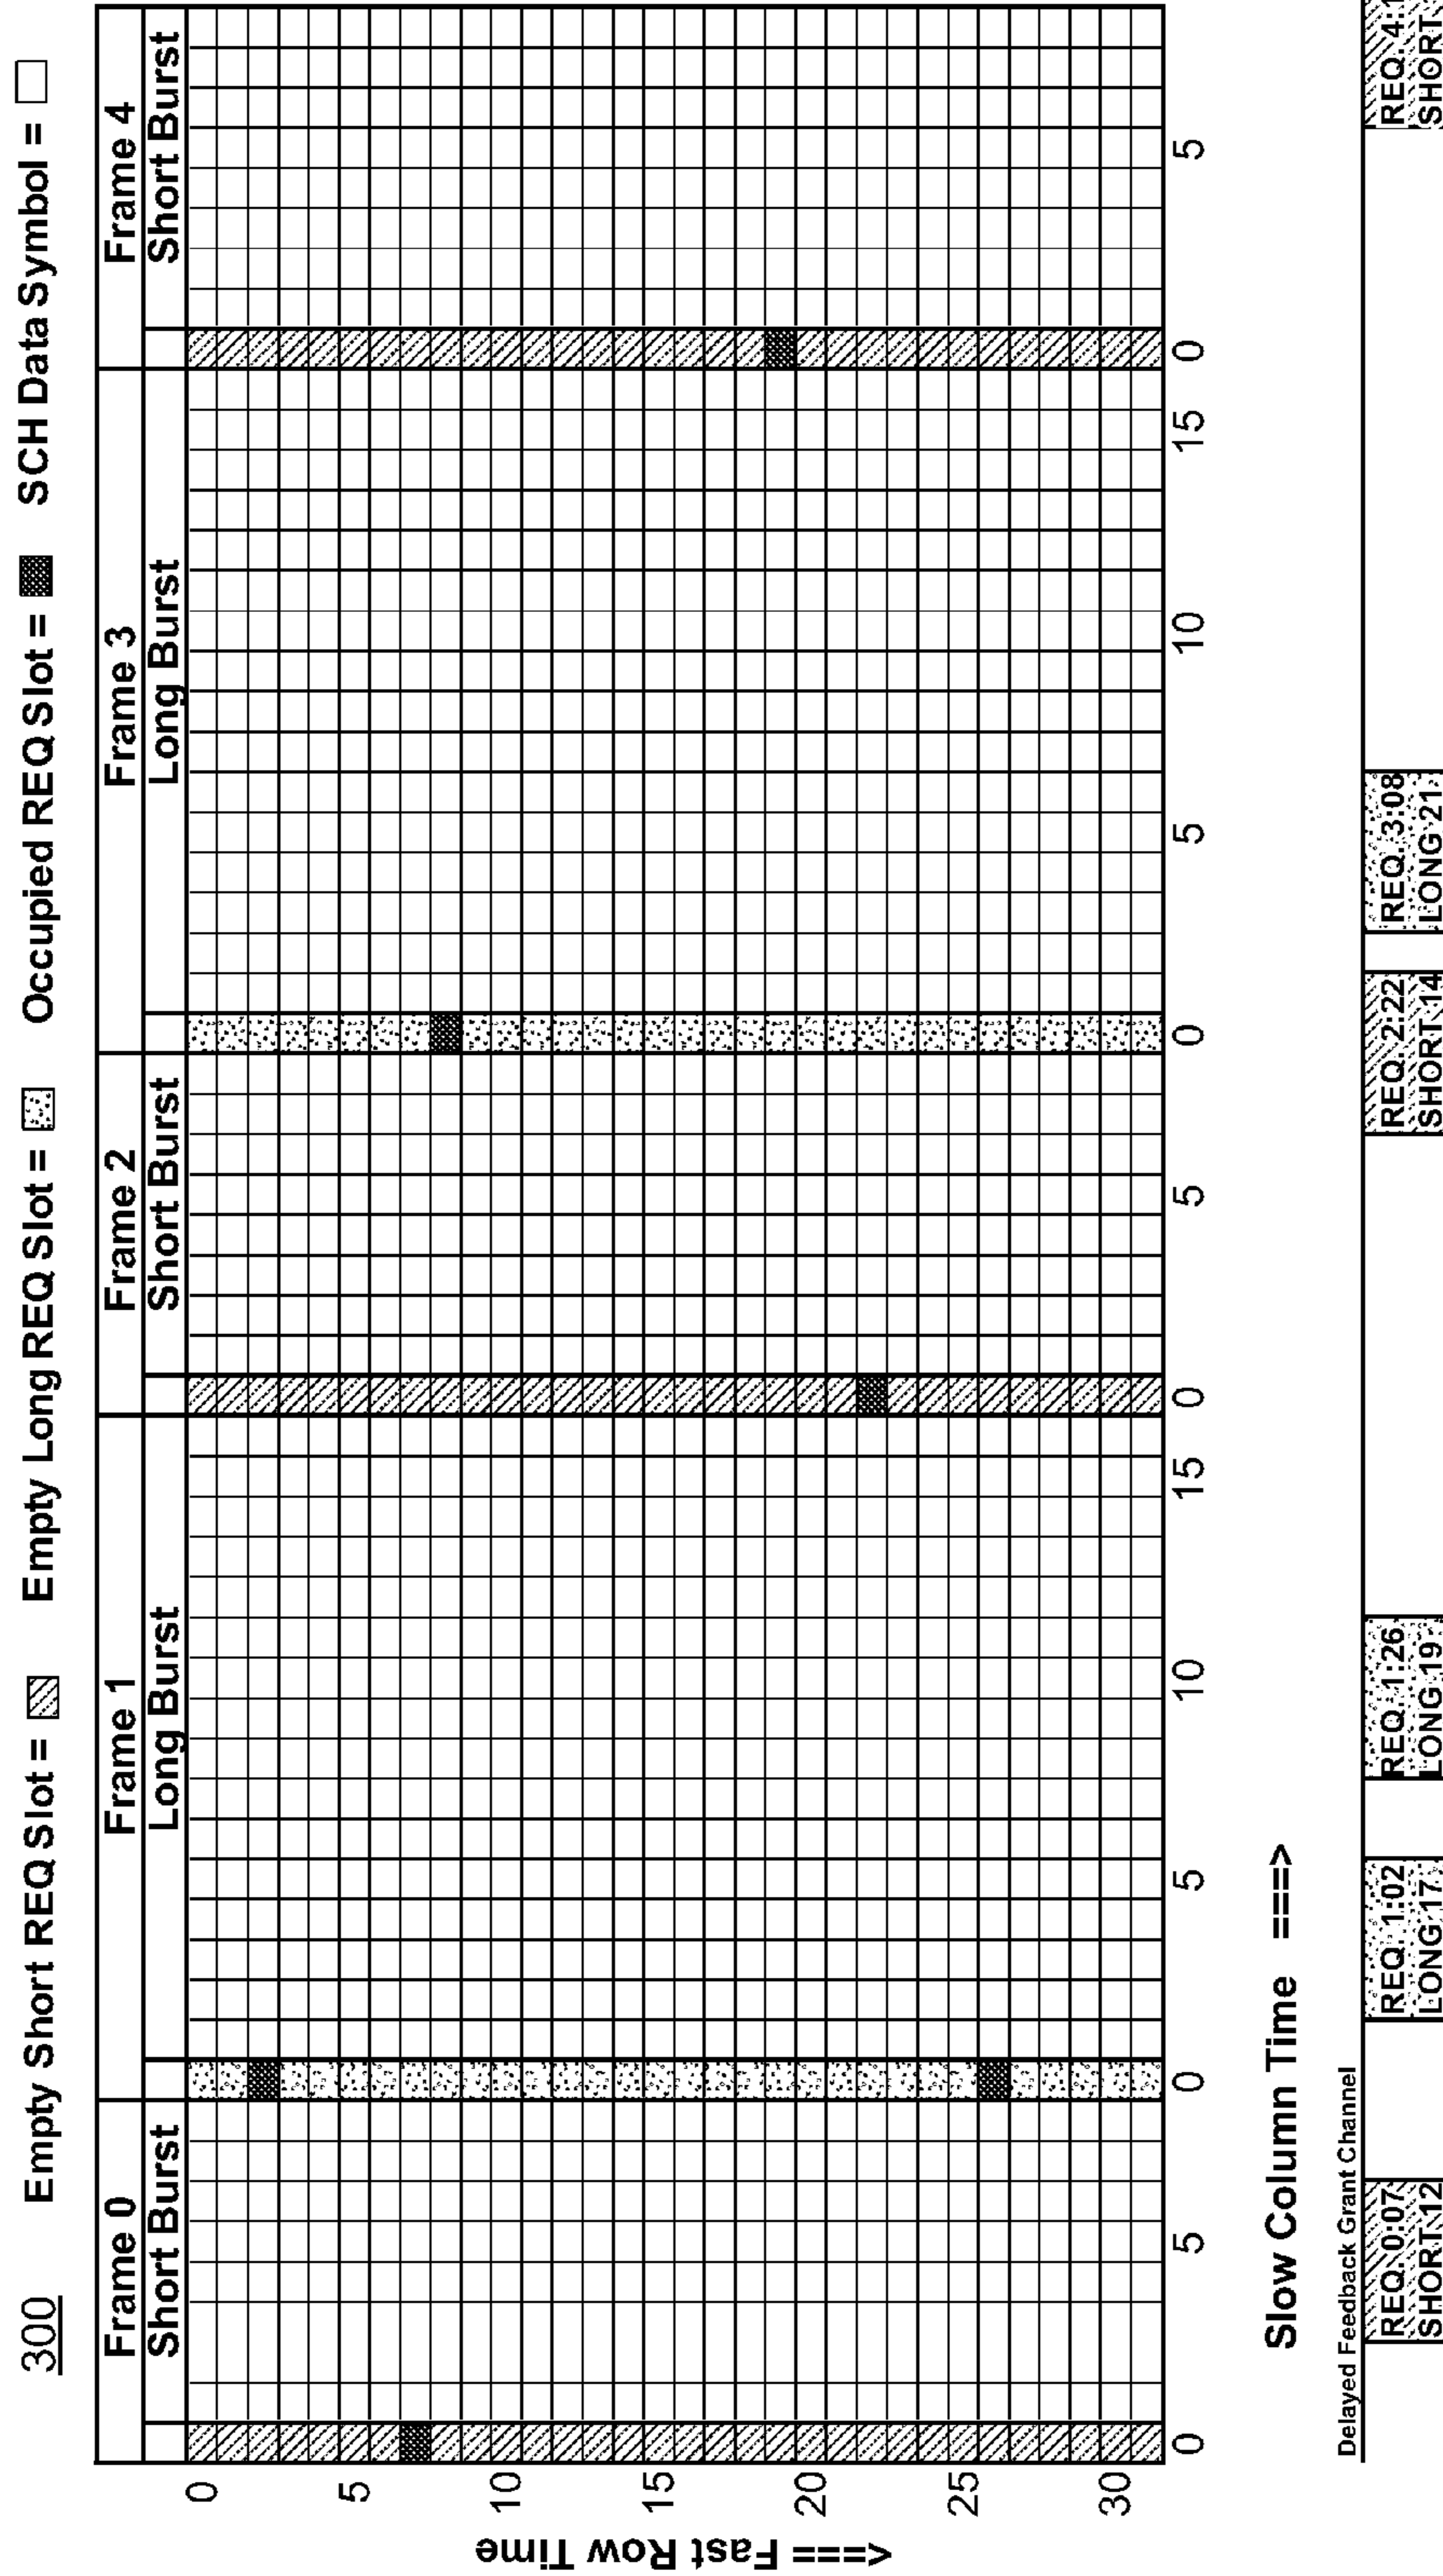 300 Empty Short REQ Slot = Empty Long REQ Slot = Occupied REQ Slot = SCH Data Symbol =
Frame 0 Frame 1 Frame 2 Frame 3 Frame 4
Short Burst Long Burst Short Burst Long Burst Short Burst
0
5
10
15
20
25
30
<=== Fast Row Time
0 5 0 5 10 15 0 5 0 5 10 15 0 5
Slow Column Time ===>
Delayed Feedback Grant Channel
REQ. 0:07 REQ. 1:02 REQ. 1:26 REQ. 2:22 REQ. 3:08 REQ. 4:1
SHORT 12 LONG 17 LONG 19 SHORT 14 LONG 21 SHORT